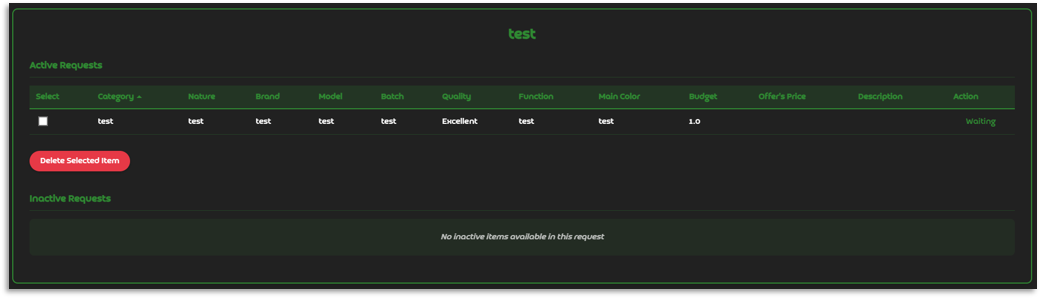 test
Active Requests
Select Category Nature Brand Model Batch Quality Function Main Color Budget Offer's Price Description Action
test test test test test Excellent test test 1.0 Waiting
Delete Selected Item
Inactive Requests
No inactive items available in this request